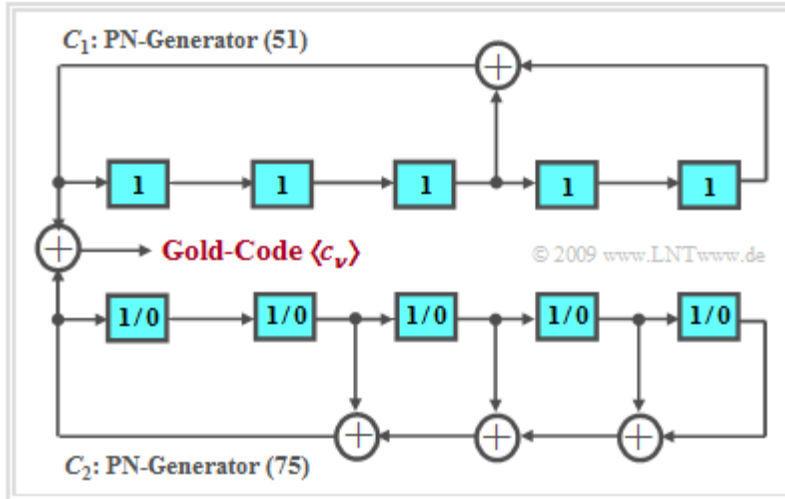 C₁: PN-Generator (51)
1 1 1 1 1
Gold-Code ⟨cᵥ⟩
© 2009 www.LNTwww.de
1/0 1/0 1/0 1/0 1/0
C₂: PN-Generator (75)